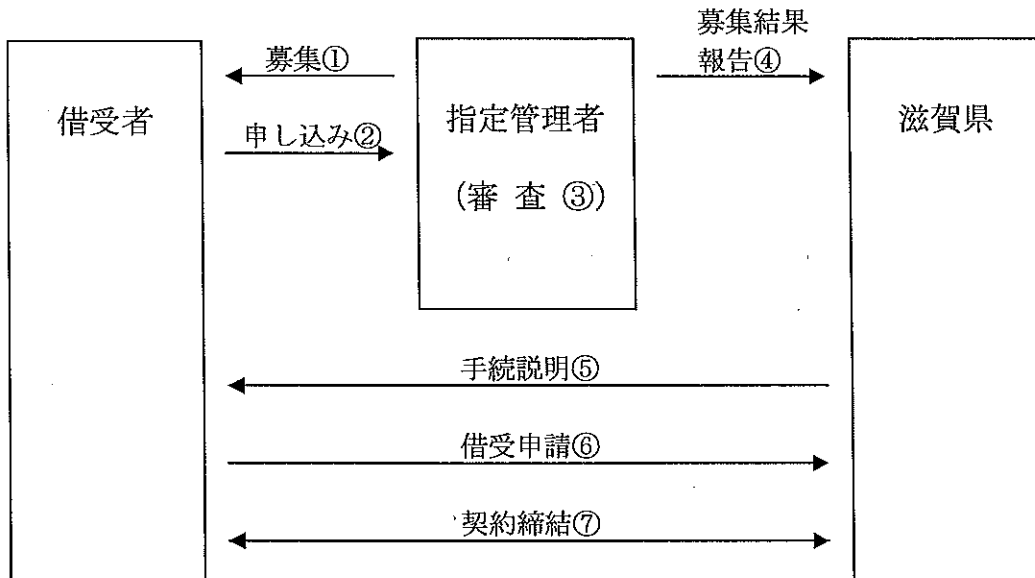 募集①
募集結果
報告④
借受者
指定管理者
滋賀県
申し込み②
(審 査 ③)
手続説明⑤
借受申請⑥
契約締結⑦